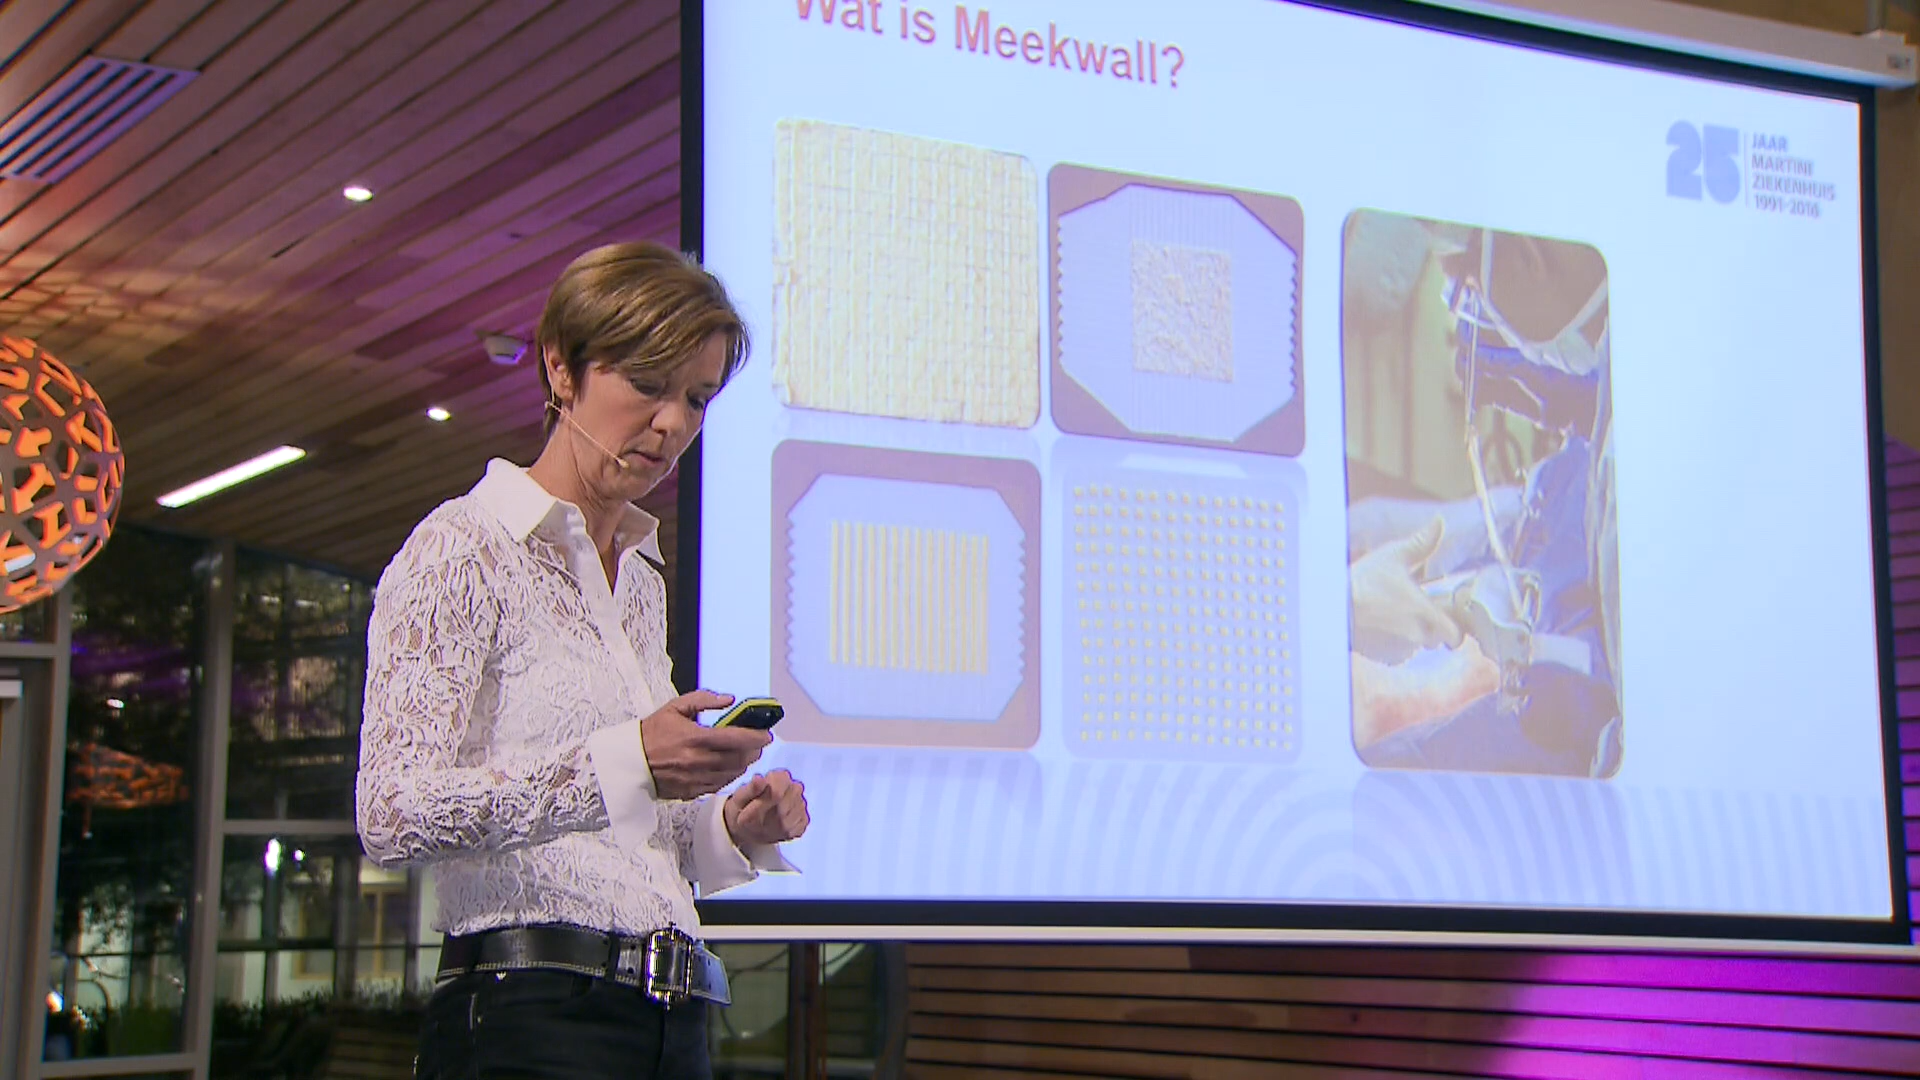 Wat is Meekwall?
25
JAAR
MARTINI
ZIEKENHUIS
1991-2016